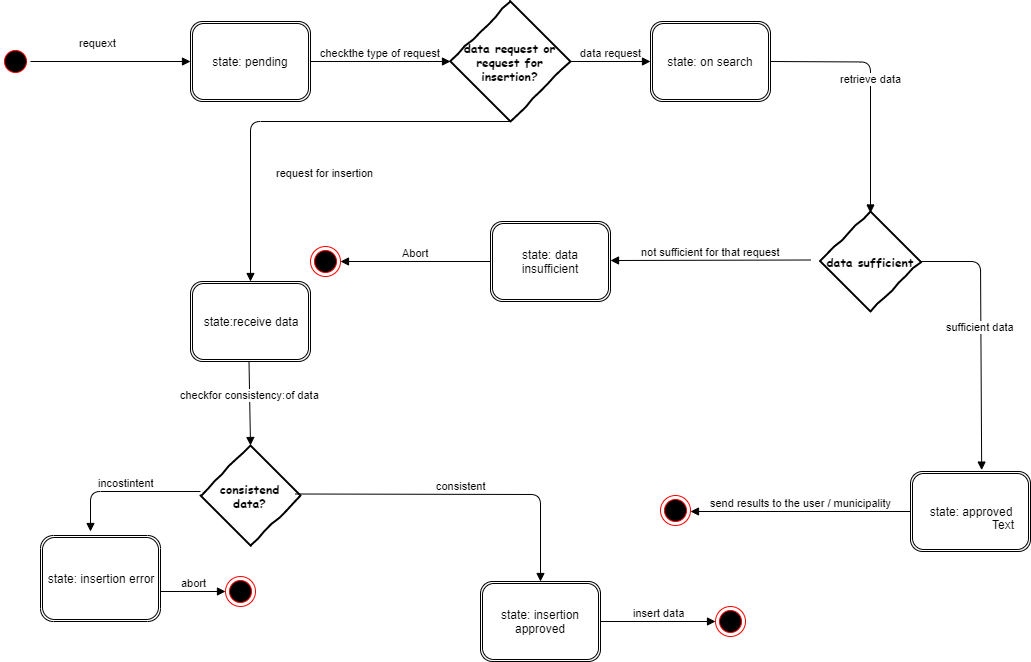 requext
state: pending
checkthe type of request
data request or
request for
insertion?
data request
state: on search
retrieve data
request for insertion
Abort
state: data
insufficient
not sufficient for that request
data sufficient
sufficient data
state:receive data
checkfor consistency:of data
incostintent
consistend
data?
consistent
send results to the user / municipality
state: approved
Text
state: insertion error
abort
state: insertion
approved
insert data